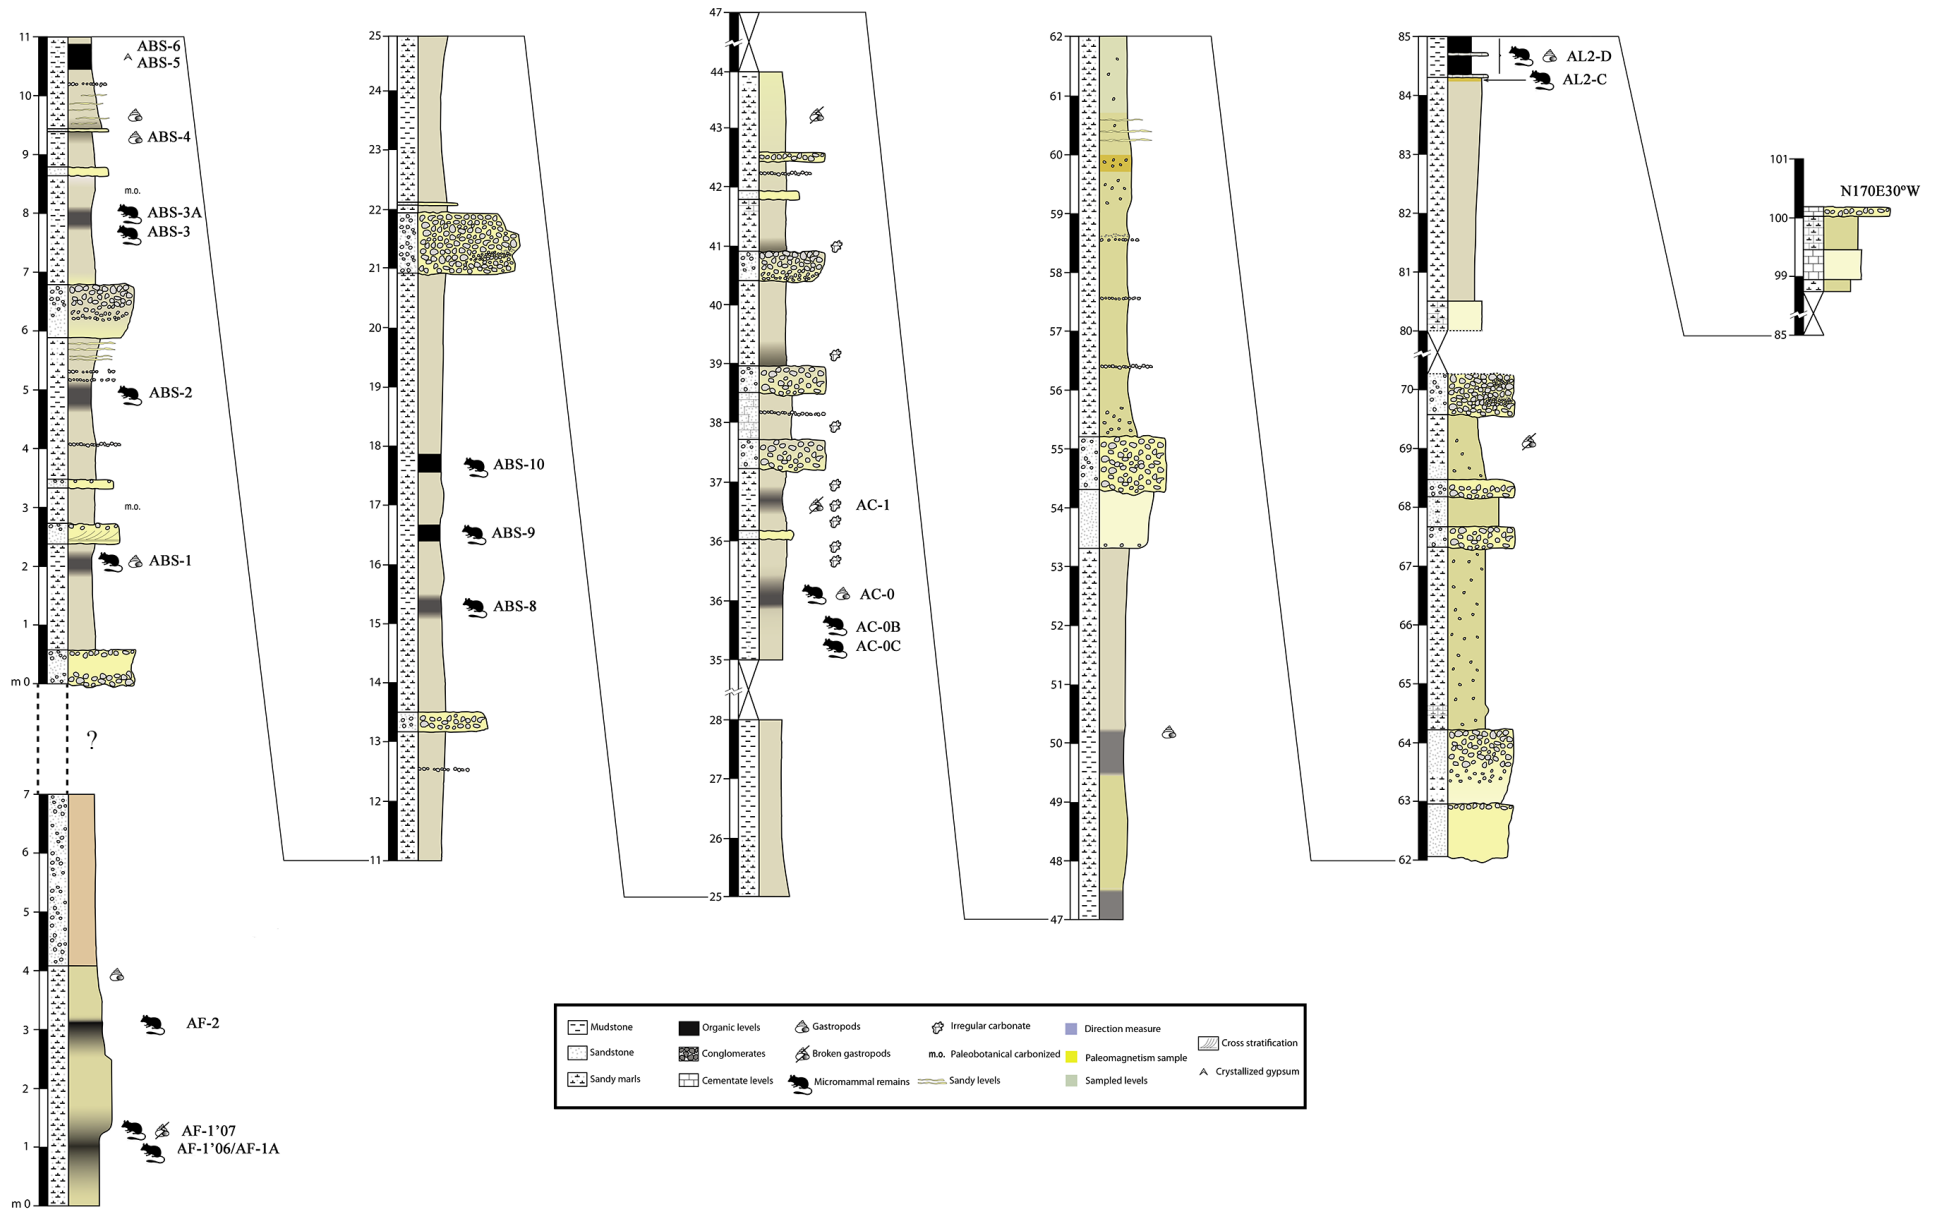 11
10
9
8
7
6
5
4
3
2
1
m 0
ABS-6
ABS-5
ABS-4
m.o.
ABS-3A
ABS-3
ABS-2
m.o.
ABS-1
?
7
6
5
4
3
2
1
m 0
AF-2
AF-1'07
AF-1'06/AF-1A
25
24
23
22
21
20
19
18
17
16
15
14
13
12
11
ABS-10
ABS-9
ABS-8
47
44
43
42
41
40
39
38
37
36
36
35
28
27
26
25
AC-1
AC-0
AC-0B
AC-0C
62
61
60
59
58
57
56
55
54
53
52
51
50
49
48
47
85
84
83
82
81
80
70
69
68
67
66
65
64
63
62
AL2-D
AL2-C
101
100
99
85
N170E30ºW
Mudstone
Sandstone
Sandy marls
Organic levels
Conglomerates
Cementate levels
Gastropods
Broken gastropods
Micromammal remains
Irregular carbonate
m.o. Paleobotanical carbonized
Sandy levels
Direction measure
Paleomagnetism sample
Sampled levels
Cross stratification
Crystallized gypsum